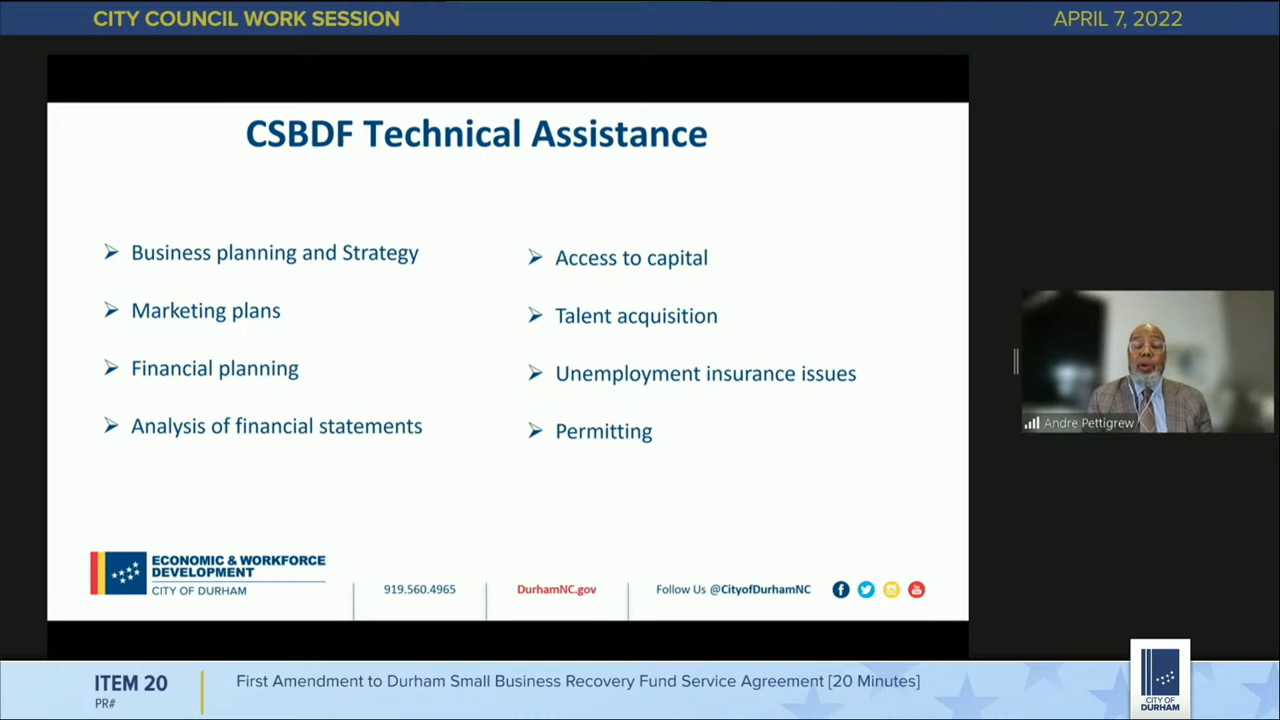 CITY COUNCIL WORK SESSION
APRIL 7, 2022
CSBDF Technical Assistance
Business planning and Strategy
Marketing plans
Financial planning
Analysis of financial statements
Access to capital
Talent acquisition
Unemployment insurance issues
Permitting
ECONOMIC & WORKFORCE
DEVELOPMENT
CITY OF DURHAM
919.560.4965
DurhamNC.gov
Follow Us @CityofDurhamNC
Andre Pettigrew
ITEM 20
PR#
First Amendment to Durham Small Business Recovery Fund Service Agreement [20 Minutes]
CITY OF
DURHAM